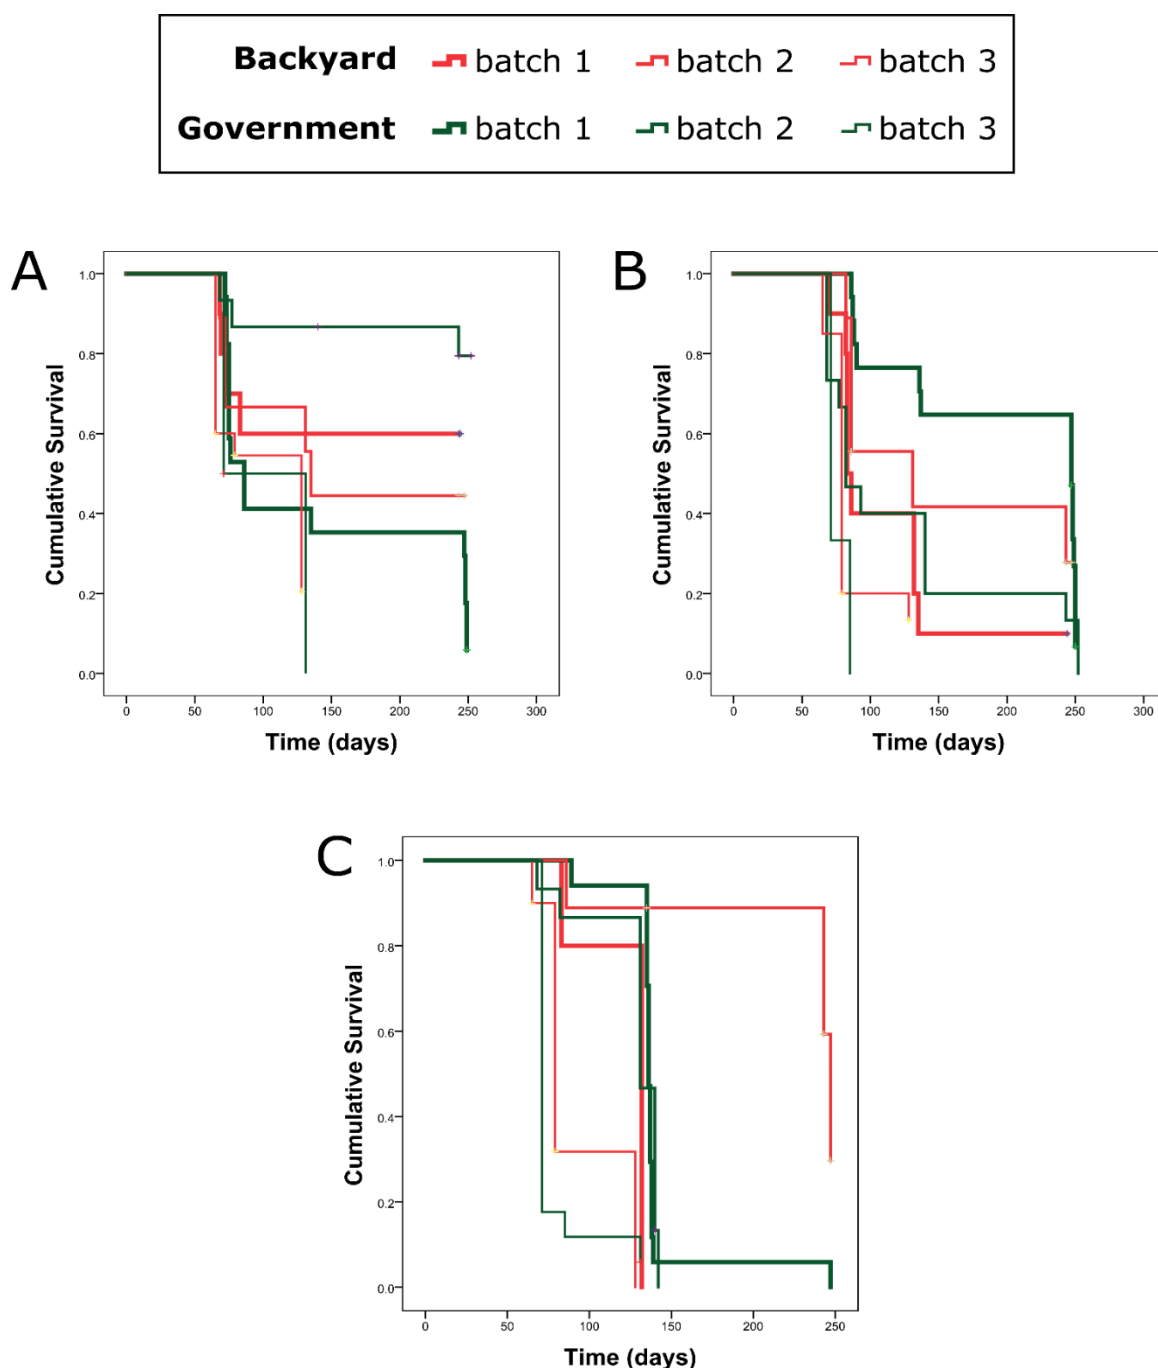 Backyard batch 1 batch 2 batch 3
Government batch 1 batch 2 batch 3
A
Cumulative Survival
1.0
0.8
0.6
0.4
0.2
0.0
0 50 100 150 200 250 300
Time (days)
B
Cumulative Survival
1.0
0.8
0.6
0.4
0.2
0.0
0 50 100 150 200 250 300
Time (days)
C
Cumulative Survival
1.0
0.8
0.6
0.4
0.2
0.0
0 50 100 150 200 250
Time (days)